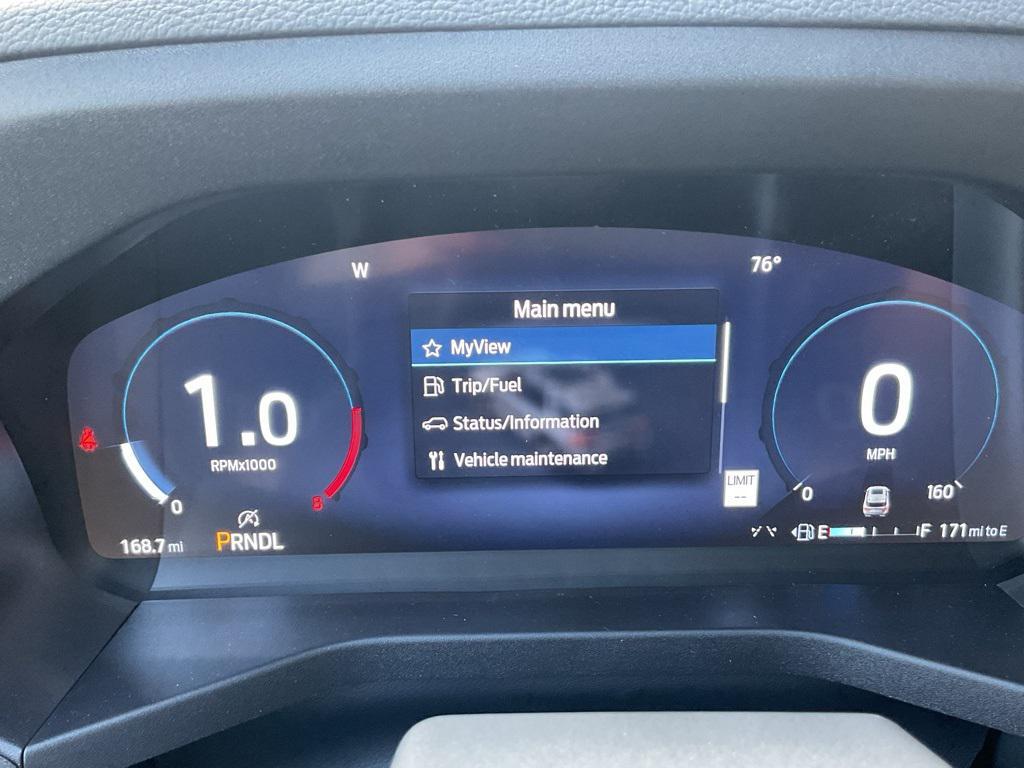 W
76°
Main menu
MyView
Trip/Fuel
Status/Information
Vehicle maintenance
1.0
RPMx1000
0
8
168.7 mi
PRNDL
LIMIT
--
0
MPH
0
160
E
F
171 mi to E